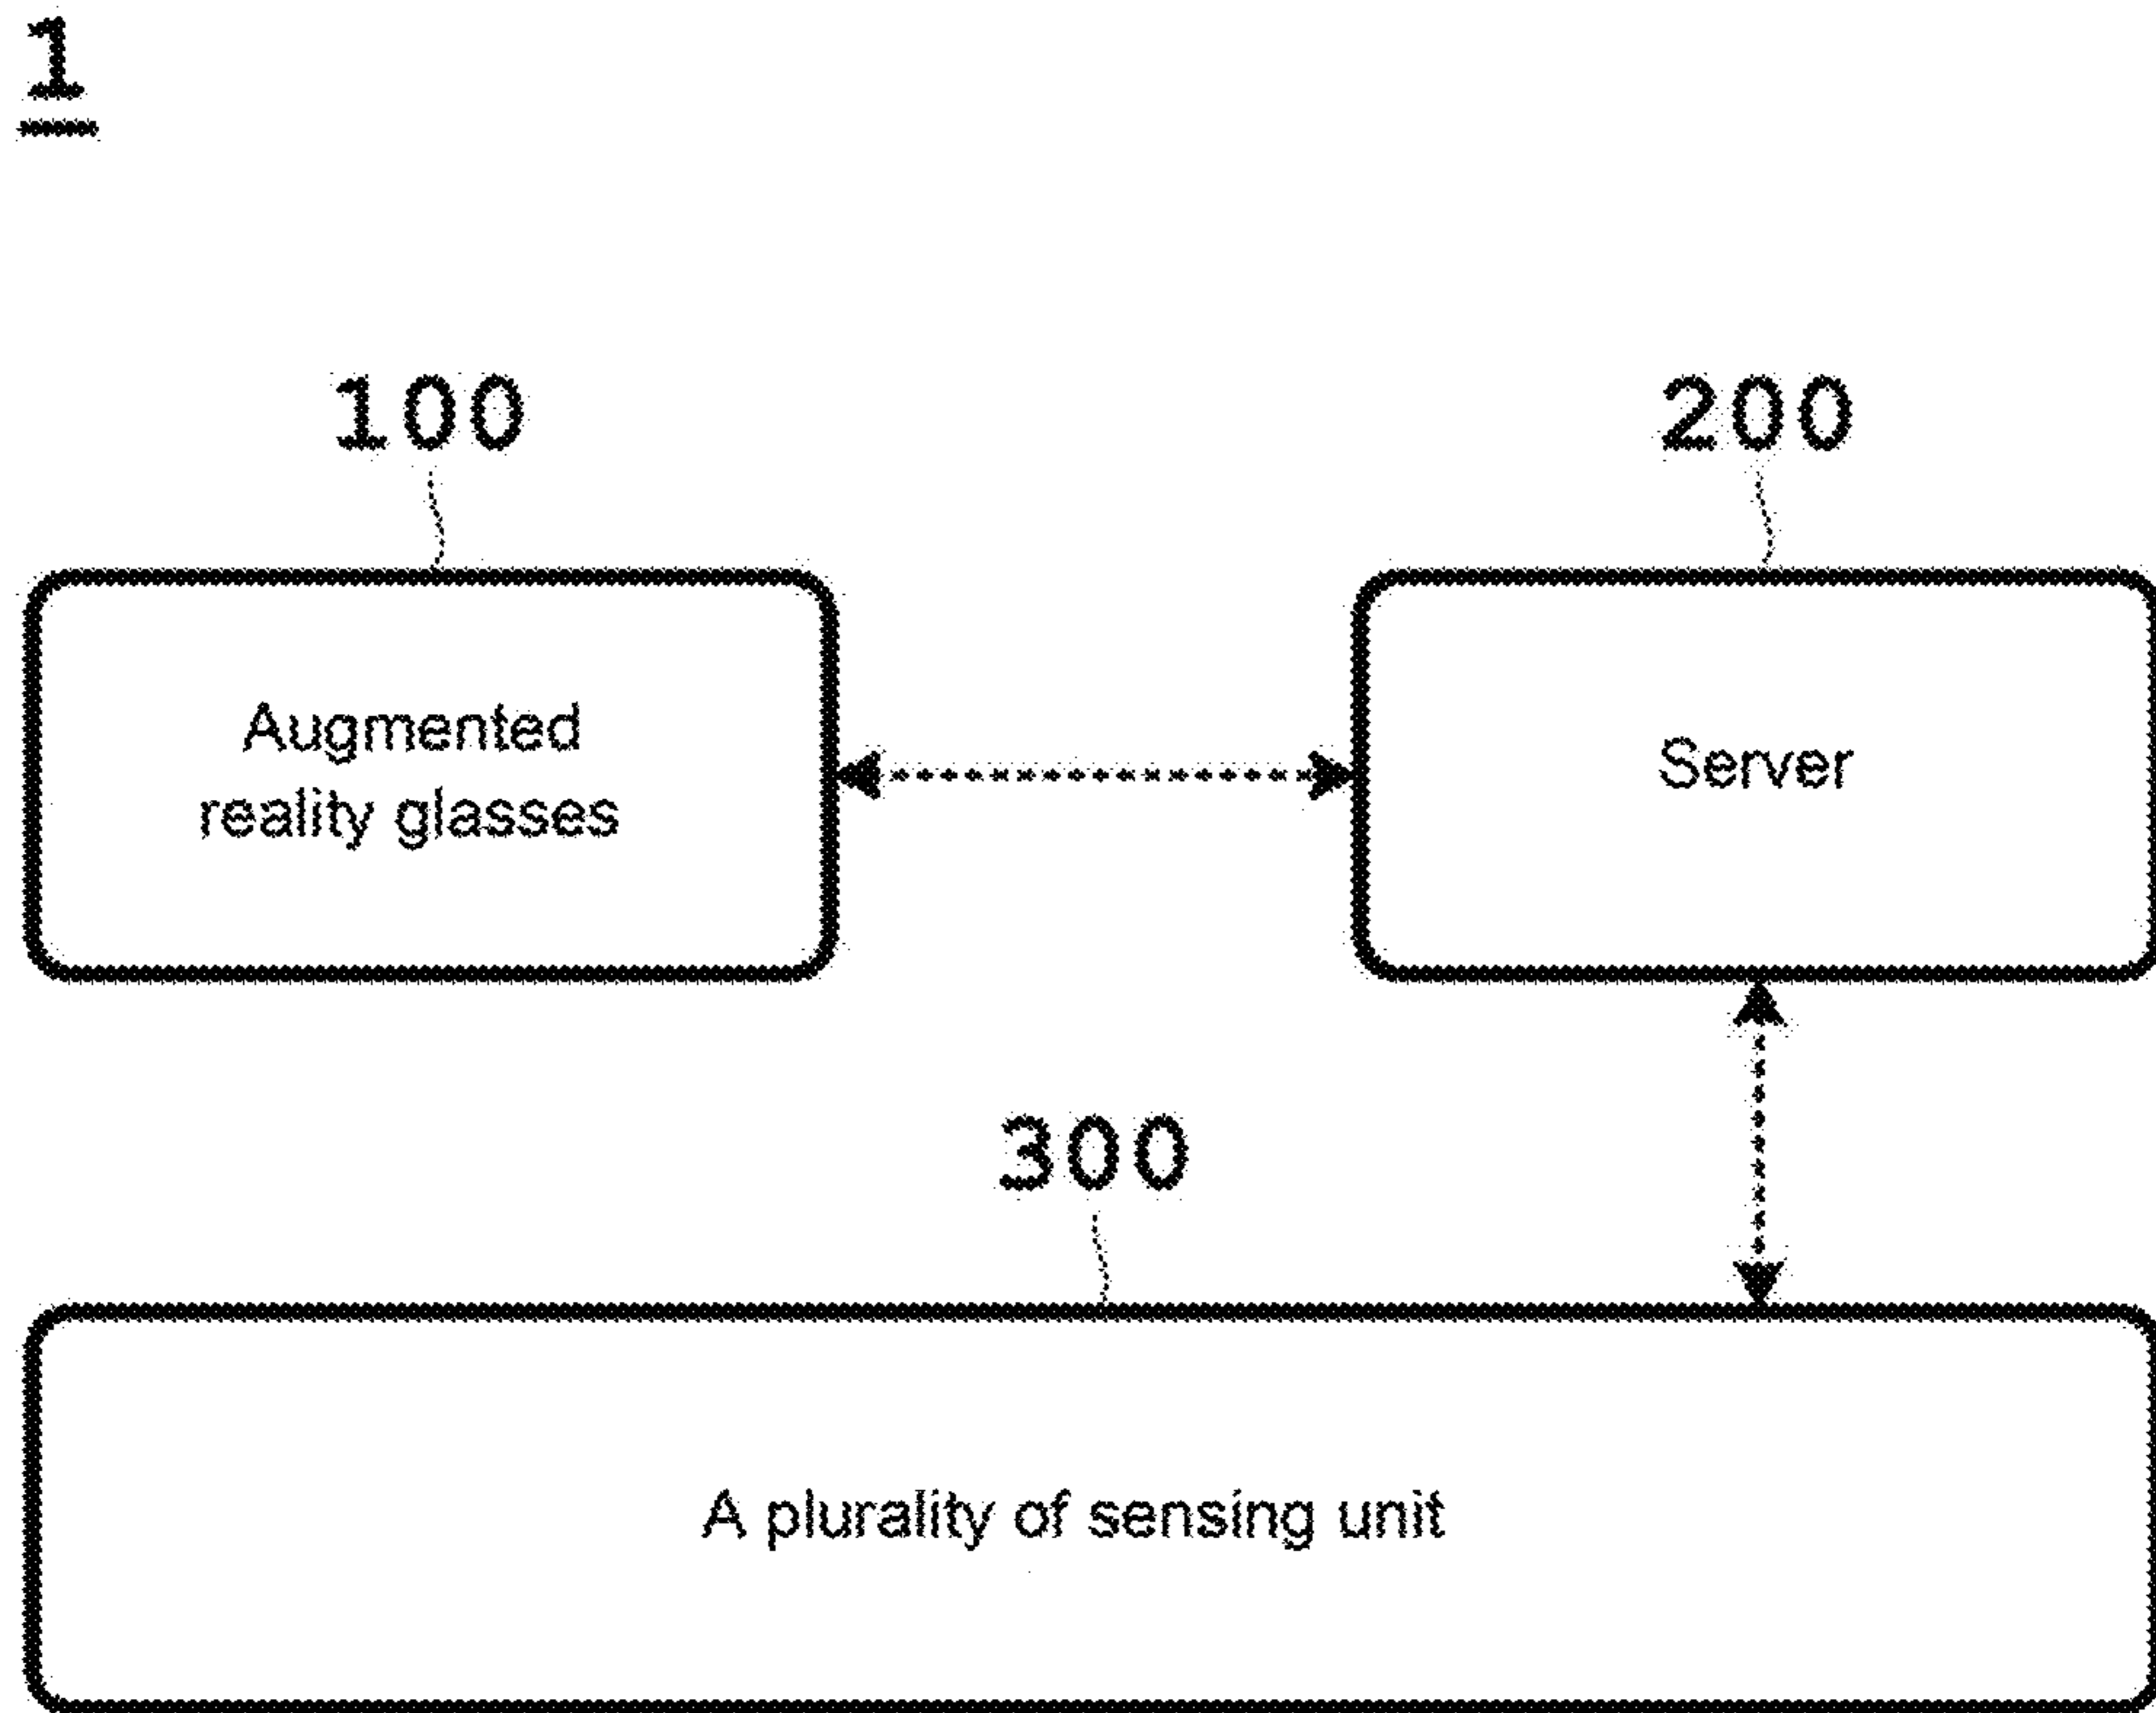 1
100
200
Augmented
reality glasses
Server
300
A plurality of sensing unit